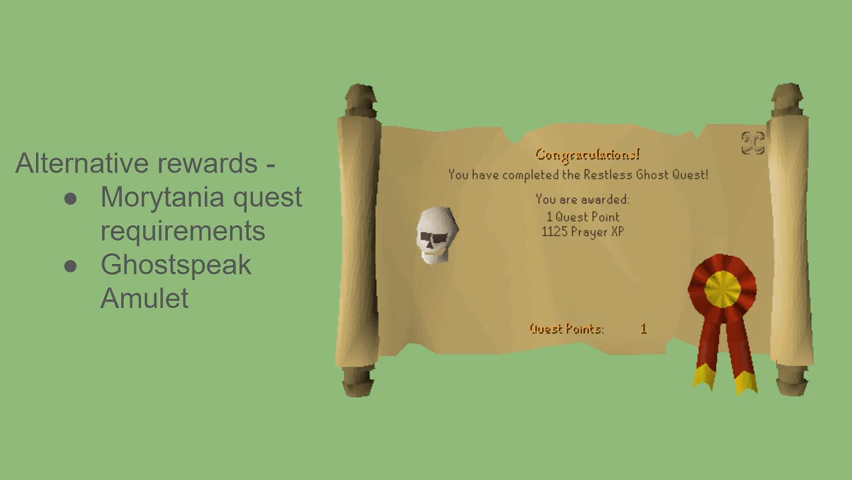 Alternative rewards -
● Morytania quest
requirements
● Ghostspeak
Amulet
Congratulations!
You have completed the Restless Ghost Quest!
You are awarded:
1 Quest Point
1125 Prayer XP
Quest Points: 1